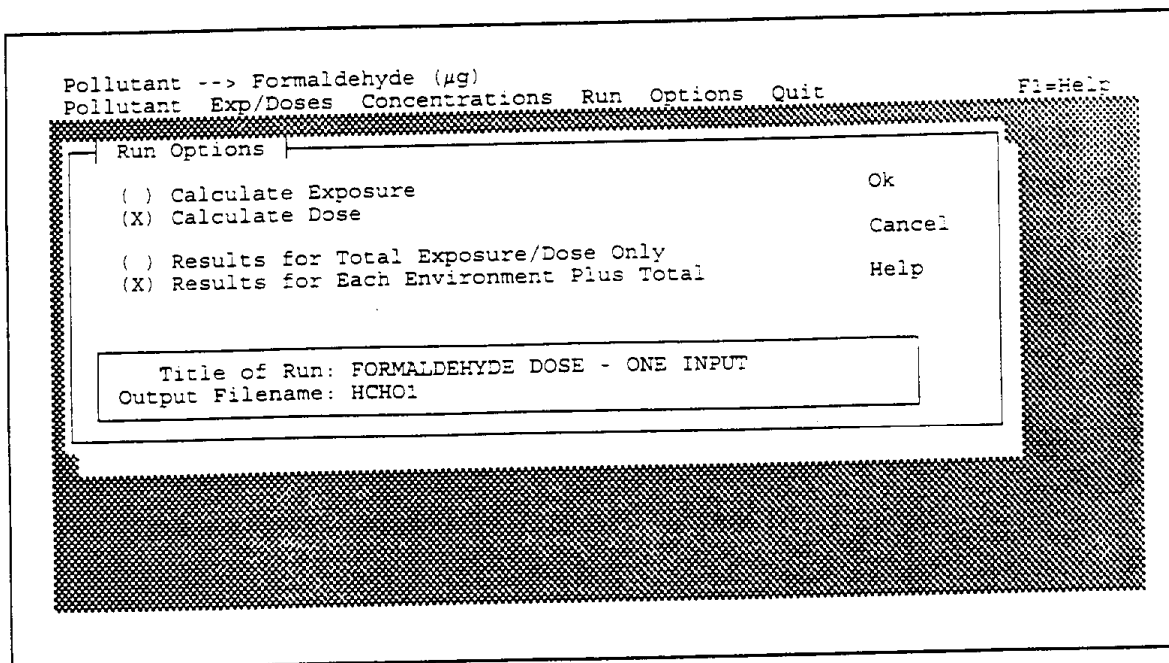 Pollutant --> Formaldehyde (µg)
Pollutant Exp/Doses Concentrations Run Options Quit F1=Help
Run Options
( ) Calculate Exposure
(X) Calculate Dose
( ) Results for Total Exposure/Dose Only
(X) Results for Each Environment Plus Total
Ok
Cancel
Help
Title of Run: FORMALDEHYDE DOSE - ONE INPUT
Output Filename: HCHO1